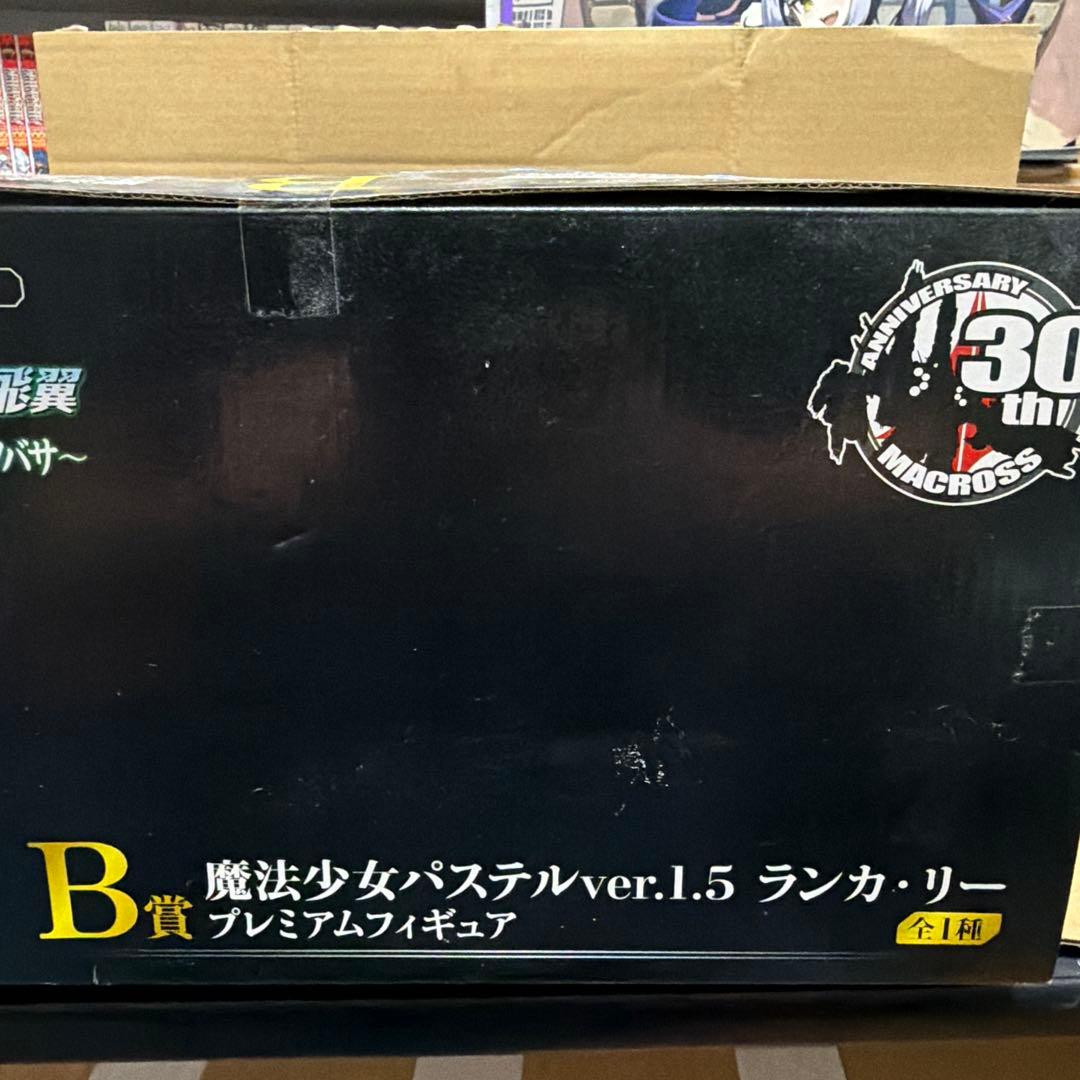 飛翼
バサ～
ANNIVERSARY
30
th
MACROSS
B賞
魔法少女パステルver.1.5 ランカ・リー
プレミアムフィギュア
全1種